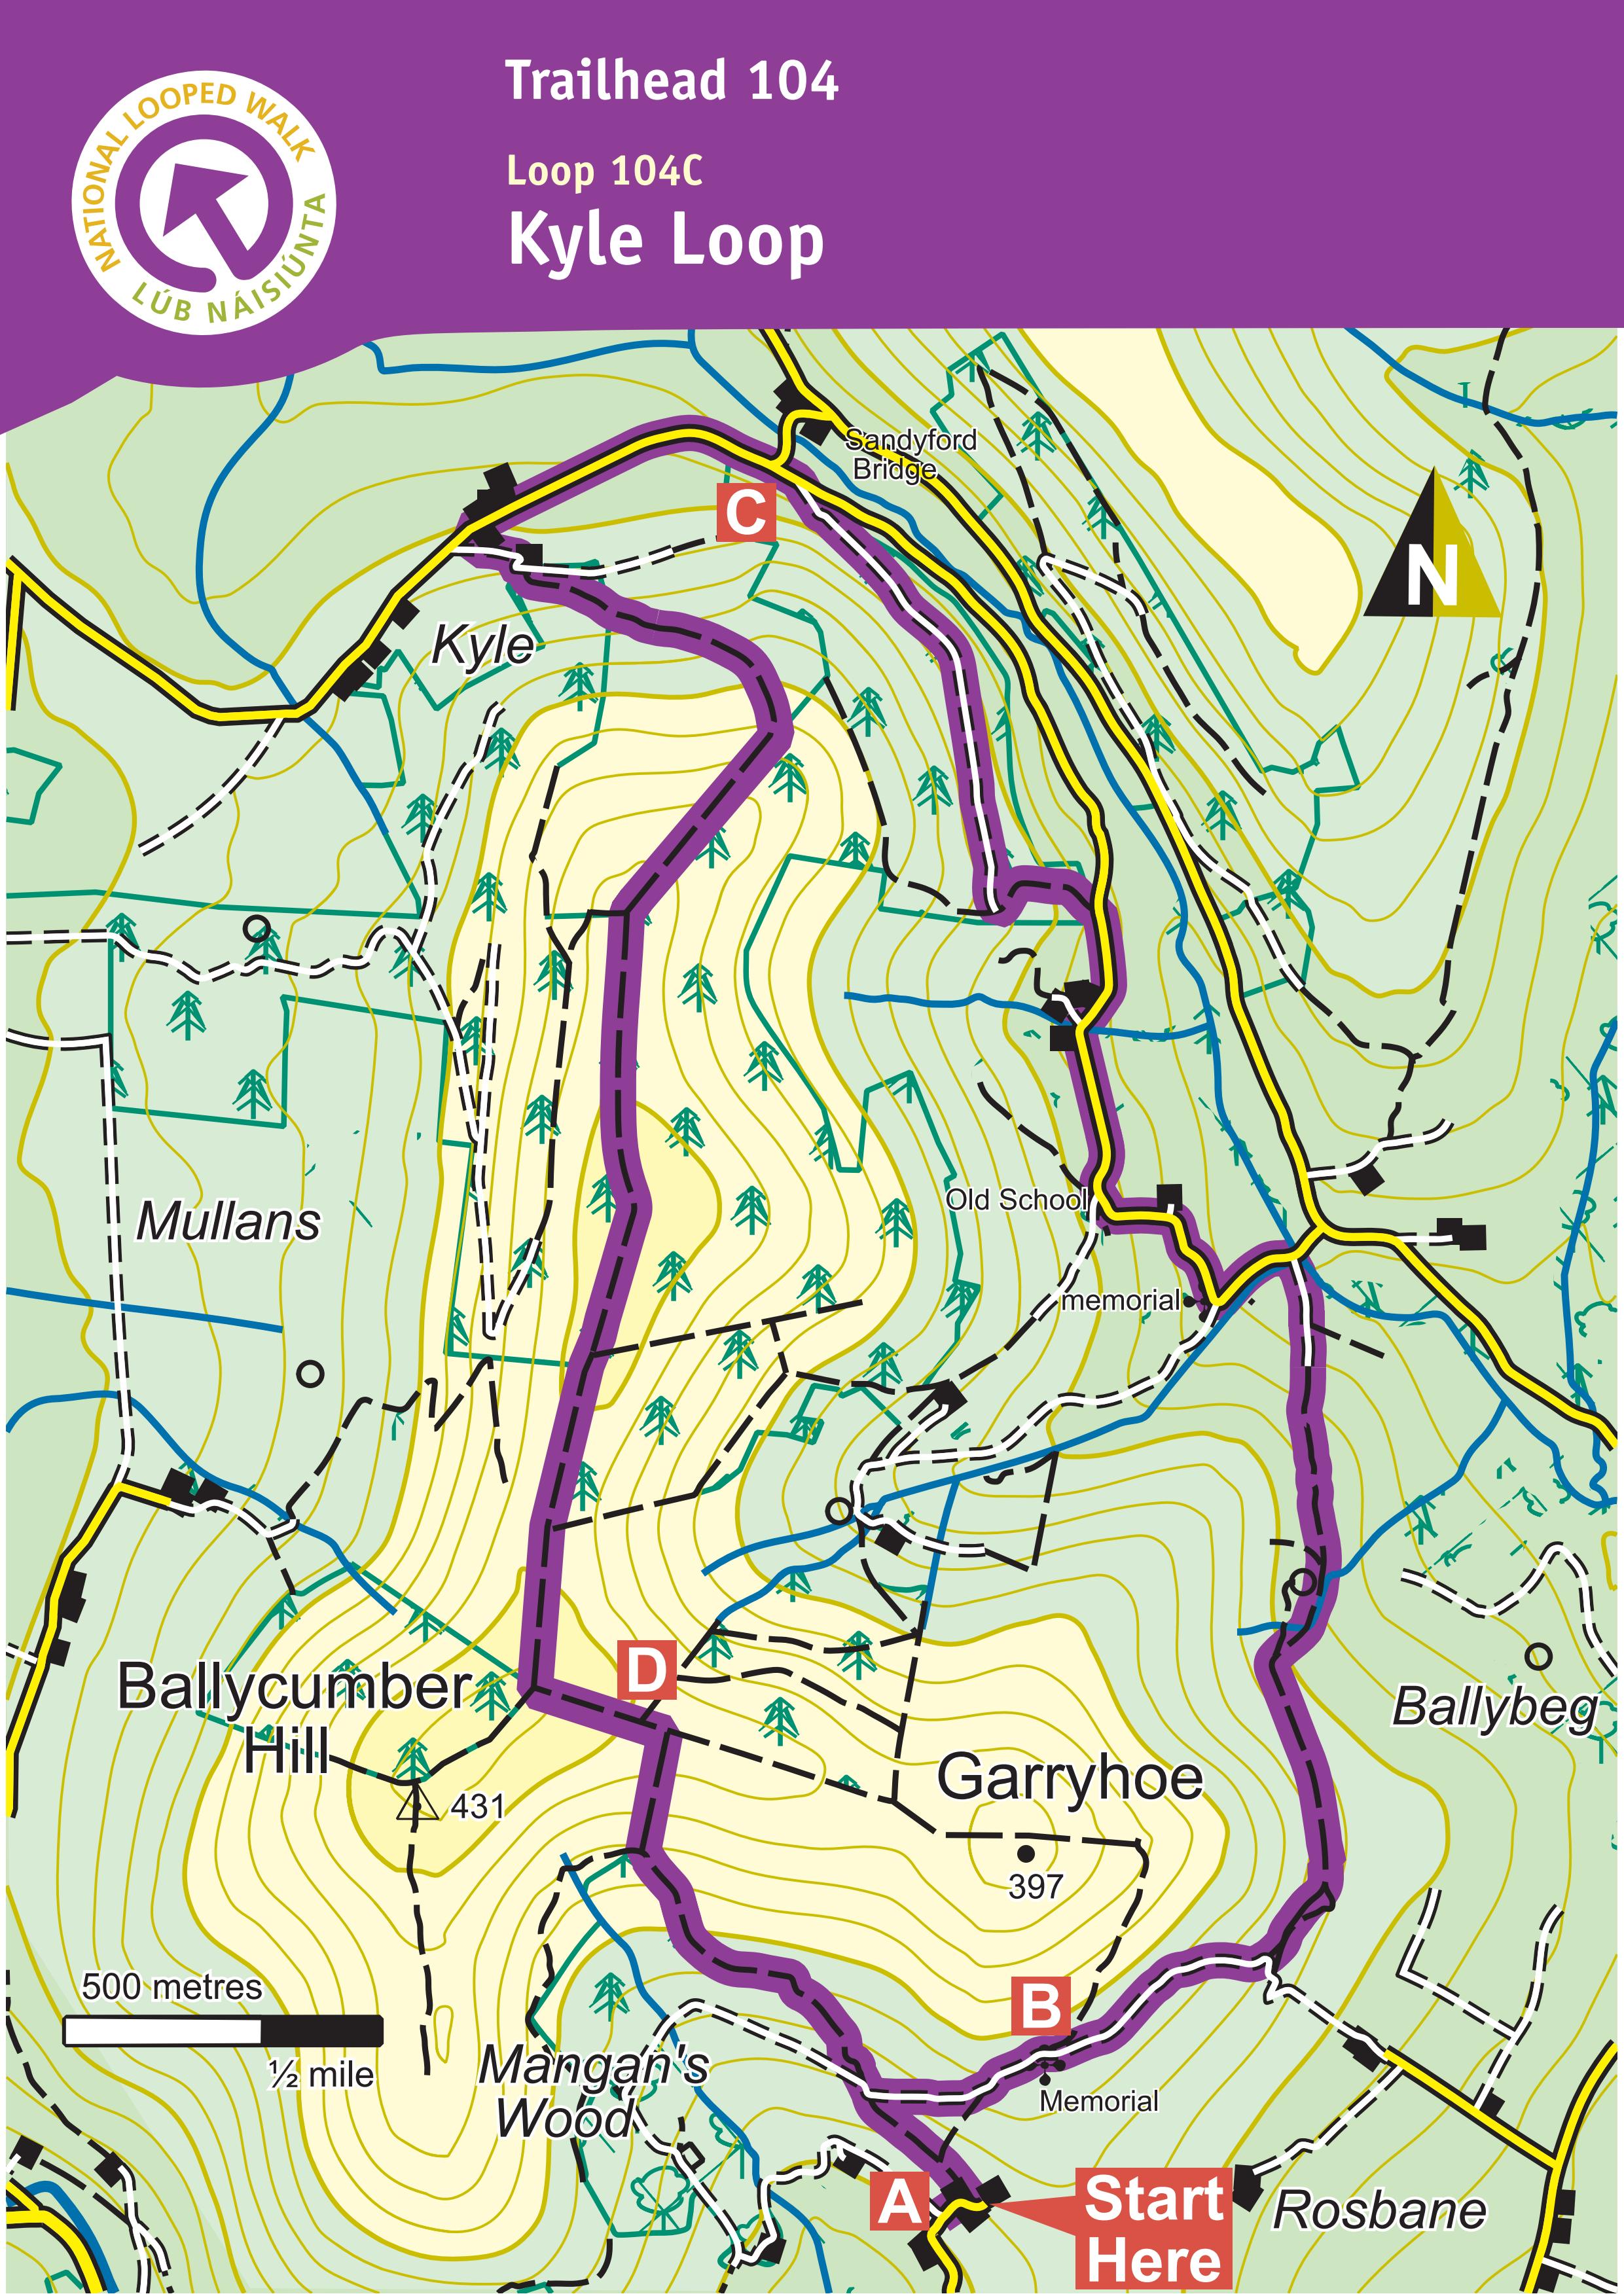 NATIONAL LOOPED WALK
LÚB NÁISIÚNTA
Trailhead 104
Loop 104C
Kyle Loop
Sandyford
Bridge
C
N
Kyle
Mullans
Old School
memorial
Ballycumber
Hill
D
431
Ballybeg
Garryhoe
397
500 metres
½ mile
B
Mangan's
Wood
Memorial
A
Start
Here
Rosbane